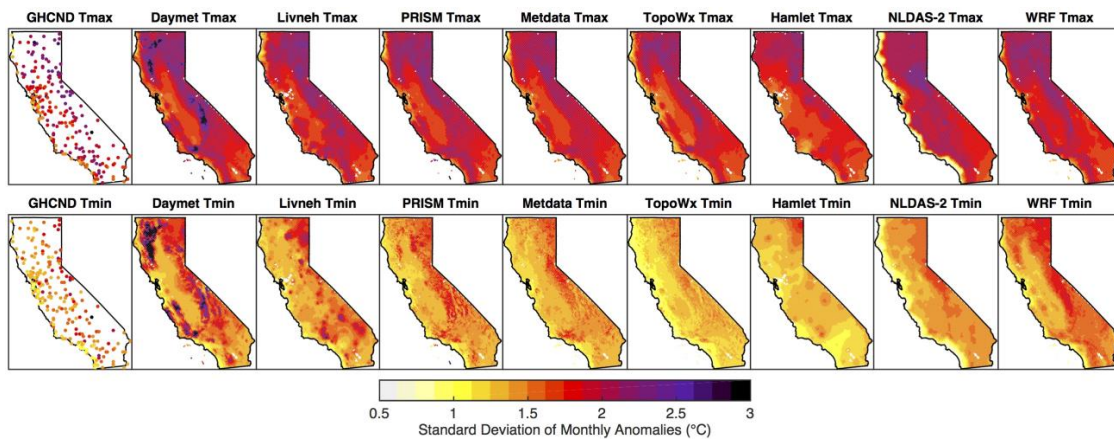 GHCND Tmax Daymet Tmax Livneh Tmax PRISM Tmax Metdata Tmax TopoWx Tmax Hamlet Tmax NLDAS-2 Tmax WRF Tmax
GHCND Tmin Daymet Tmin Livneh Tmin PRISM Tmin Metdata Tmin TopoWx Tmin Hamlet Tmin NLDAS-2 Tmin WRF Tmin
0.5 1 1.5 2 2.5 3
Standard Deviation of Monthly Anomalies (°C)